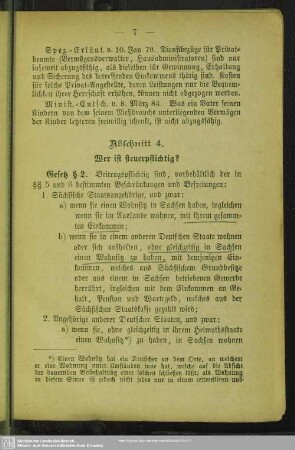 — 7 —
Spez.-Erläut. v. 10. Jan. 79. Dienstbezüge für Privat-
beamte (Vermögensverwalter, Hausadministratoren) sind nur
insoweit abzugsfähig, als dieselben für Gewinnung, Erhaltung
und Sicherung des betreffenden Einkommens thätig sind. Kosten
für solche Privat-Angestellte, deren Leistungen nur die Bequem-
lichkeit ihrer Herrschaft erhöhen, können nicht abgezogen werden.
Minist.-Entsch. v. 8. März 84. Was ein Vater seinen
Kindern von dem seinem Nießbrauche unterliegenden Vermögen
der Kinder letzteren freiwillig schenkt, ist nicht abzugsfähig.
Abschnitt 4.
Wer ist steuerpflichtig?
Gesetz § 2. Beitragspflichtig sind, vorbehältlich der in
§§ 5 und 6 bestimmten Beschränkungen und Befreiungen:
1. Sächsische Staatsangehörige, und zwar:
a) wenn sie einen Wohnsitz in Sachsen haben, ingleichen
wenn sie im Auslande wohnen, mit ihrem gesamm-
ten Einkommen;
b) wenn sie in einem anderen Deutschen Staate wohnen
oder sich aufhalten, ohne gleichzeitig in Sachsen
einen Wohnsitz zu haben, mit demjenigen Ein-
kommen, welches aus Sächsischem Grundbesitze
oder aus einem in Sachsen betriebenen Gewerbe
herrührt, ingleichen mit dem Einkommen an Ge-
halt, Pension und Wartegeld, welches aus der
Sächsischen Staatskasse gezahlt wird;
2. Angehörige anderer Deutscher Staaten, und zwar:
a) wenn sie, ohne gleichzeitig in ihrem Heimathsstaate
einen Wohnsitz*) zu haben, in Sachsen wohnen
*) Einen Wohnsitz hat ein Deutscher an dem Orte, an welchem
er eine Wohnung unter Umständen inne hat, welche auf die Absicht
der dauernden Beibehaltung einer solchen schließen läßt; als Wohnung
in diesem Sinne ist jedoch nicht das nur zu einem zeitweiligen und